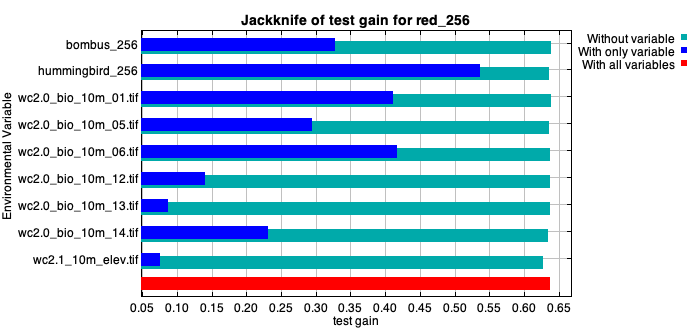 Jackknife of test gain for red_256
Without variable
With only variable
With all variables
Environmental Variable
bombus_256
hummingbird_256
wc2.0_bio_10m_01.tif
wc2.0_bio_10m_05.tif
wc2.0_bio_10m_06.tif
wc2.0_bio_10m_12.tif
wc2.0_bio_10m_13.tif
wc2.0_bio_10m_14.tif
wc2.1_10m_elev.tif
0.05 0.10 0.15 0.20 0.25 0.30 0.35 0.40 0.45 0.50 0.55 0.60 0.65
test gain